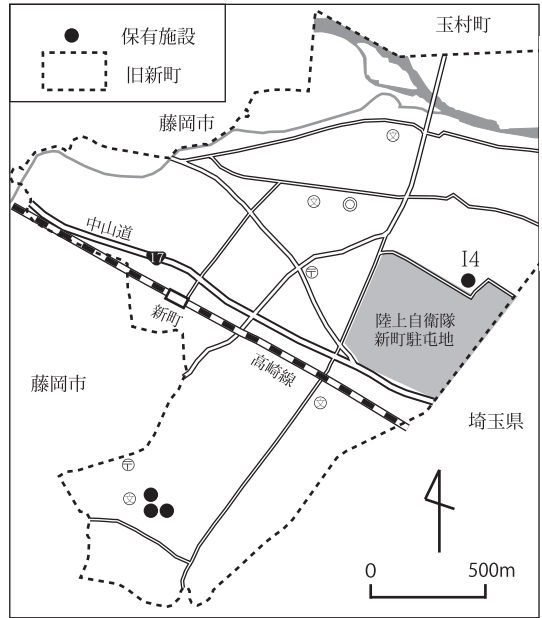 保有施設
旧新町
玉村町
藤岡市
中山道
17
I4
新町
陸上自衛隊
新町駐屯地
高崎線
藤岡市
埼玉県
0 500m